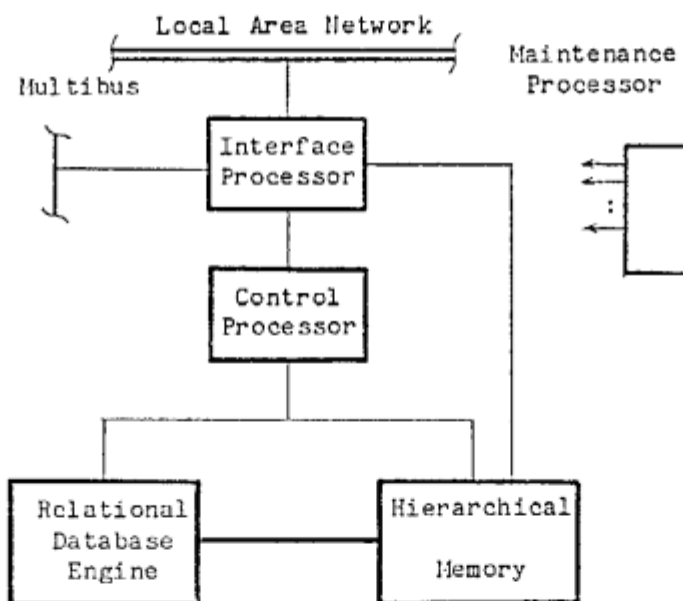 Local Area Network
Maintenance
Processor
Multibus
Interface
Processor
:
Control
Processor
Relational
Database
Engine
Hierarchical
Memory